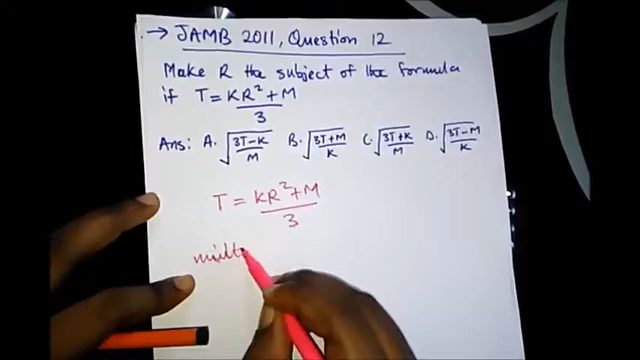 → JAMB 2011, Question 12
Make R the subject of the formula
if T = KR² + M
3
Ans: A. √3T-K/M B. √3T+M/K C. √3T+K/M D. √3T-M/K
T = KR² + M
3